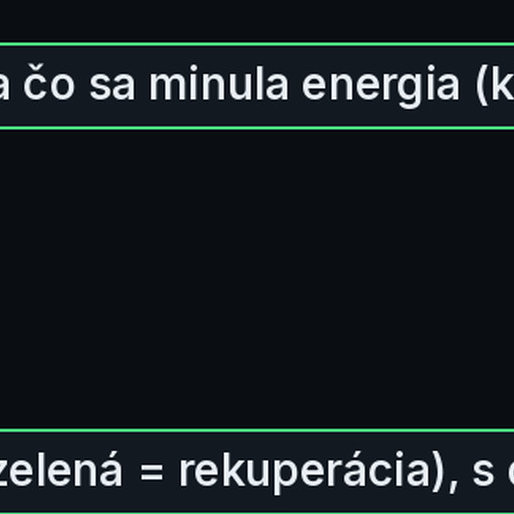 a čo sa minula energia (k
zelená = rekuperácia), s